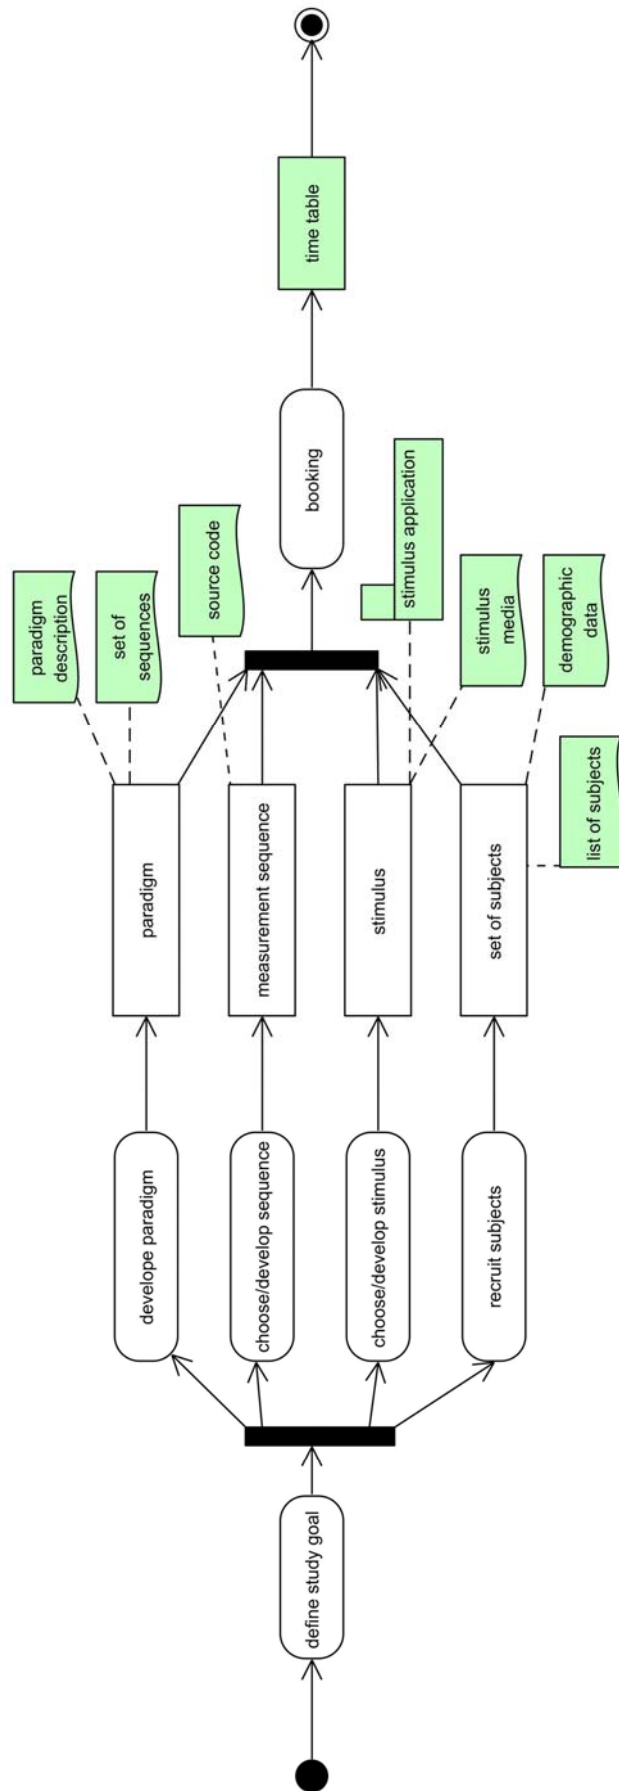 define study goal
develope paradigm
choose/develop sequence
choose/develop stimulus
recruit subjects
paradigm
measurement sequence
stimulus
set of subjects
paradigm
description
set of
sequences
source code
stimulus application
stimulus
media
demographic
data
list of subjects
booking
time table